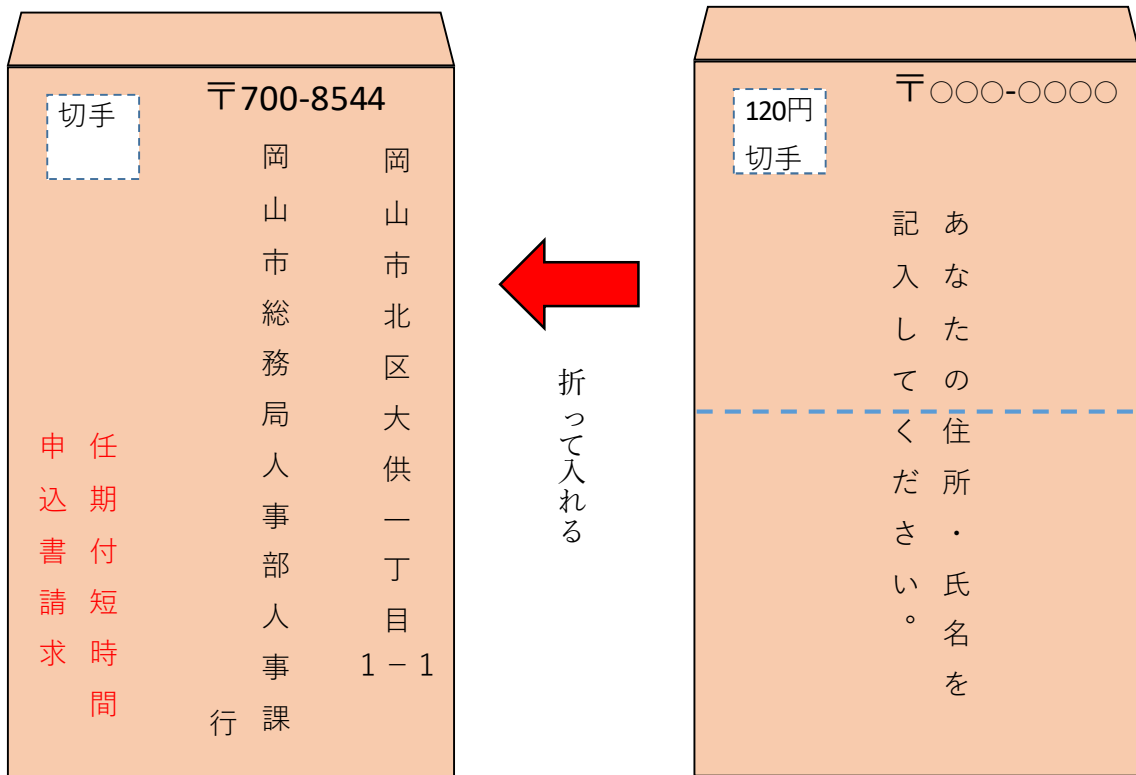 切手
〒700-8544
岡山市北区大供一丁目1－1
岡山市総務局人事部人事課
行
任期付短時間
申込書請求
折って入れる
120円
切手
〒○○○-○○○○
あなたの住所・氏名を
記入してください。